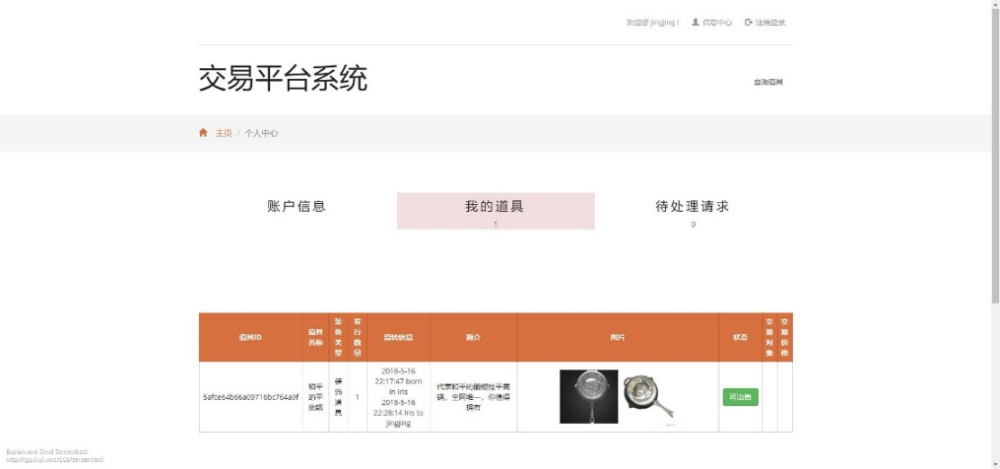 欢迎您 jingjing !
信息中心
注销登录
交易平台系统
查询道具
主页 / 个人中心
账户信息
我的道具
1
待处理请求
0
道具ID
道具
名称
装
备
类
型
发
行
数
量
流转信息
简介
图片
状态
交
易
对
象
交
易
价
格
5afce64b66a09716bc764a9f
和平
的平
底锅
装
饰
道
具
1
2018-5-16
22:17:47 born
in Iris
2018-5-16
22:28:14 Iris to
jingjing
代表和平的橄榄枝平底
锅，全网唯一，你值得
拥有
可出售
Explain and Send Screenshots